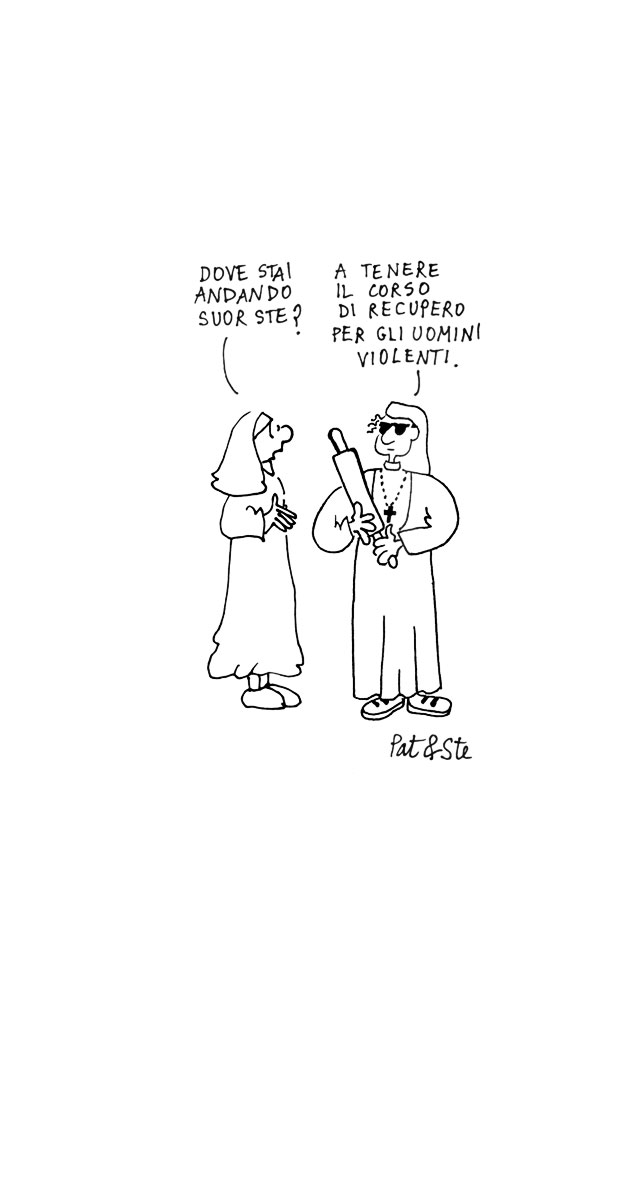 DOVE STAI
ANDANDO
SUOR STE?
A TENERE
IL CORSO
DI RECUPERO
PER GLI UOMINI
VIOLENTI.
Pat & Ste